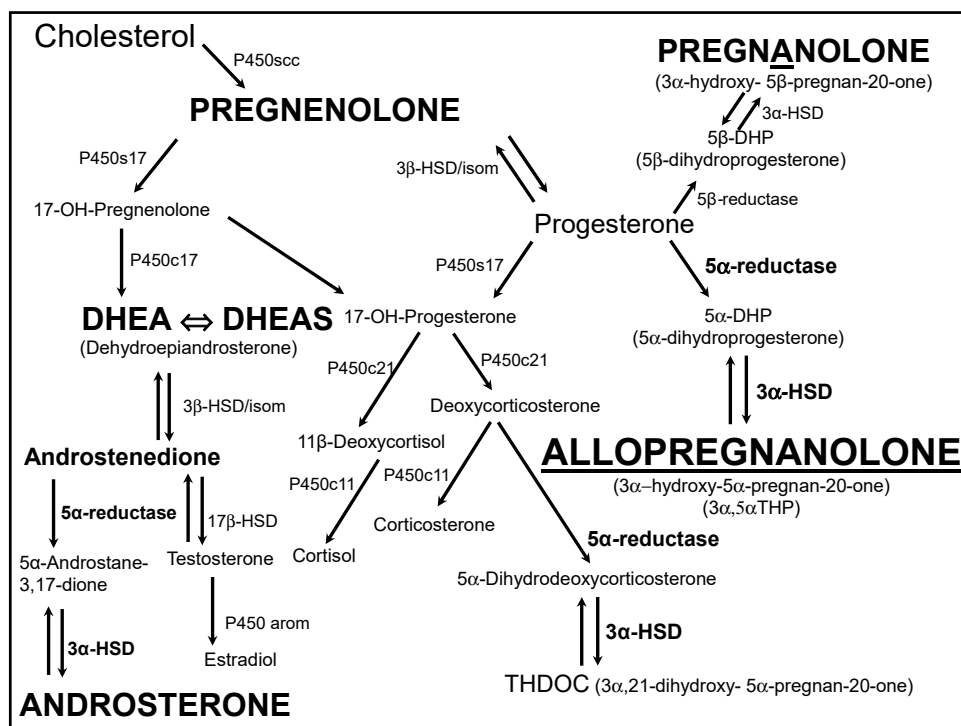 Cholesterol
P450scc
PREGNENOLONE
PREGNANOLONE
(3α-hydroxy- 5β-pregnan-20-one)
3α-HSD
5β-DHP
(5β-dihydroprogesterone)
5β-reductase
P450s17
3β-HSD/isom
17-OH-Pregnenolone
Progesterone
P450c17
P450s17
5α-reductase
DHEA ⇔ DHEAS
(Dehydroepiandrosterone)
17-OH-Progesterone
5α-DHP
(5α-dihydroprogesterone)
P450c21
P450c21
3α-HSD
3β-HSD/isom
Deoxycorticosterone
11β-Deoxycortisol
Androstenedione
ALLOPREGNANOLONE
(3α–hydroxy-5α-pregnan-20-one)
(3α,5αTHP)
P450c11
P450c11
5α-reductase
17β-HSD
Corticosterone
5α-reductase
5α-Androstane-
3,17-dione
Testosterone
Cortisol
5α-Dihydrodeoxycorticosterone
P450 arom
3α-HSD
3α-HSD
Estradiol
THDOC (3α,21-dihydroxy- 5α-pregnan-20-one)
ANDROSTERONE